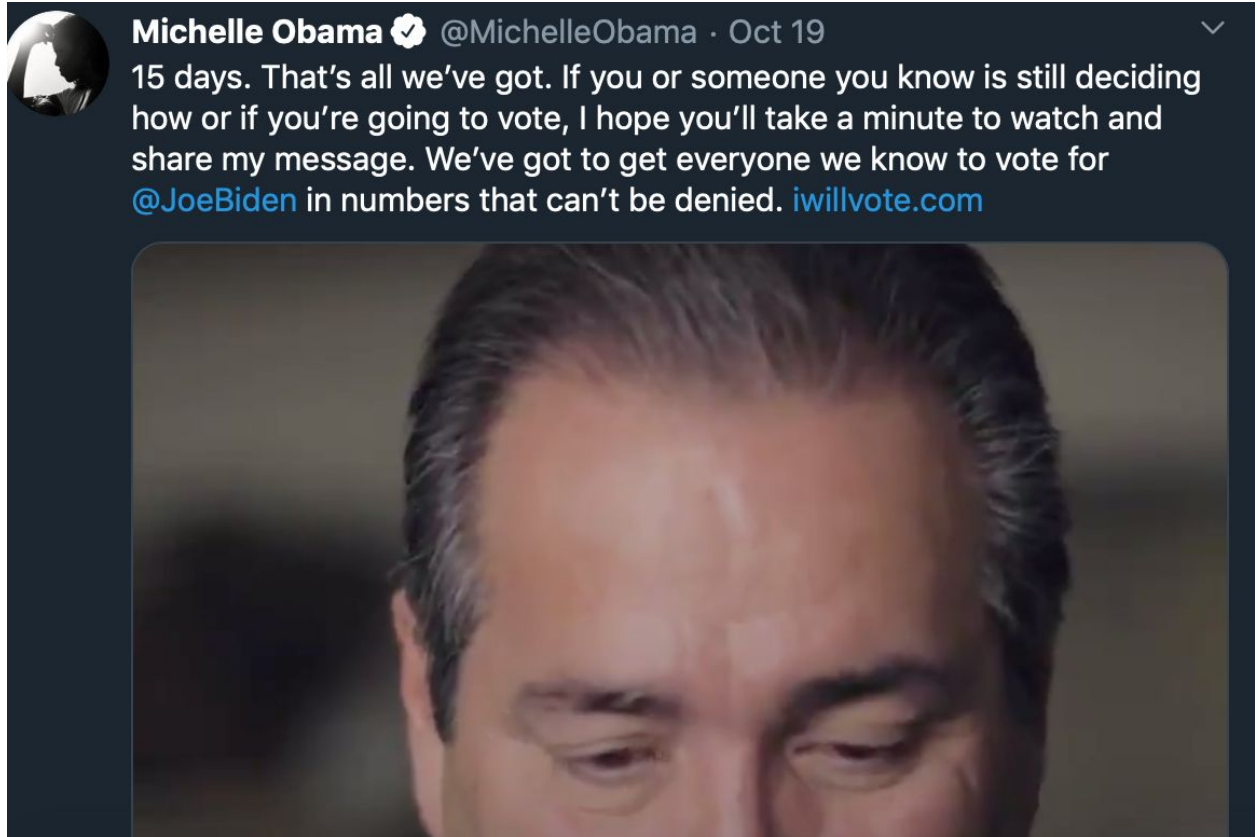 Michelle Obama @MichelleObama · Oct 19
15 days. That’s all we’ve got. If you or someone you know is still deciding
how or if you’re going to vote, I hope you’ll take a minute to watch and
share my message. We’ve got to get everyone we know to vote for
@JoeBiden in numbers that can’t be denied. iwillvote.com